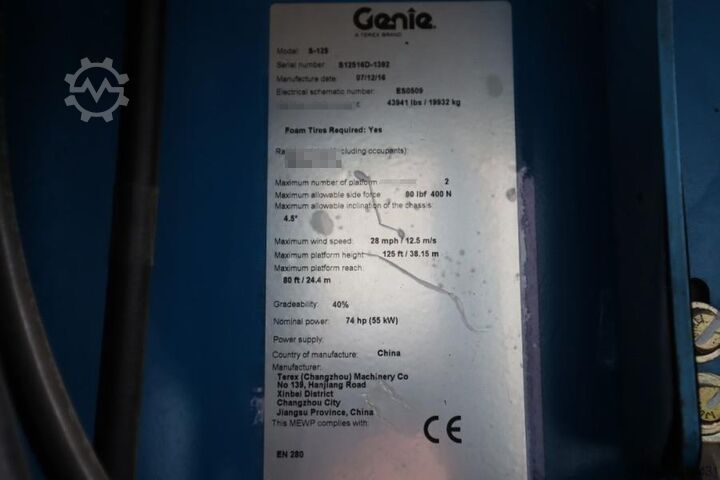 Genie.
A TEREX BRAND
Model: S-125
Serial number: S12516D-1392
Manufacture date: 07/12/16
Electrical schematic number: ES0509
43941 lbs / 19932 kg
Foam Tires Required: Yes
cluding occupants):
Maximum number of platform 2
Maximum allowable side force 90 lbf 400 N
Maximum allowable inclination of the chassis:
4.5°
Maximum wind speed: 28 mph / 12.5 m/s
Maximum platform height 125 ft / 38.15 m
Maximum platform reach:
80 ft / 24.4 m
Gradeability: 40%
Nominal power: 74 hp (55 kW)
Power supply:
Country of manufacture: China
Manufacturer:
Terex (Changzhou) Machinery Co
No 139, Hanjiang Road
Xinbei District
Changzhou City
Jiangsu Province, China
This MEWP complies with:
CE
EN 280